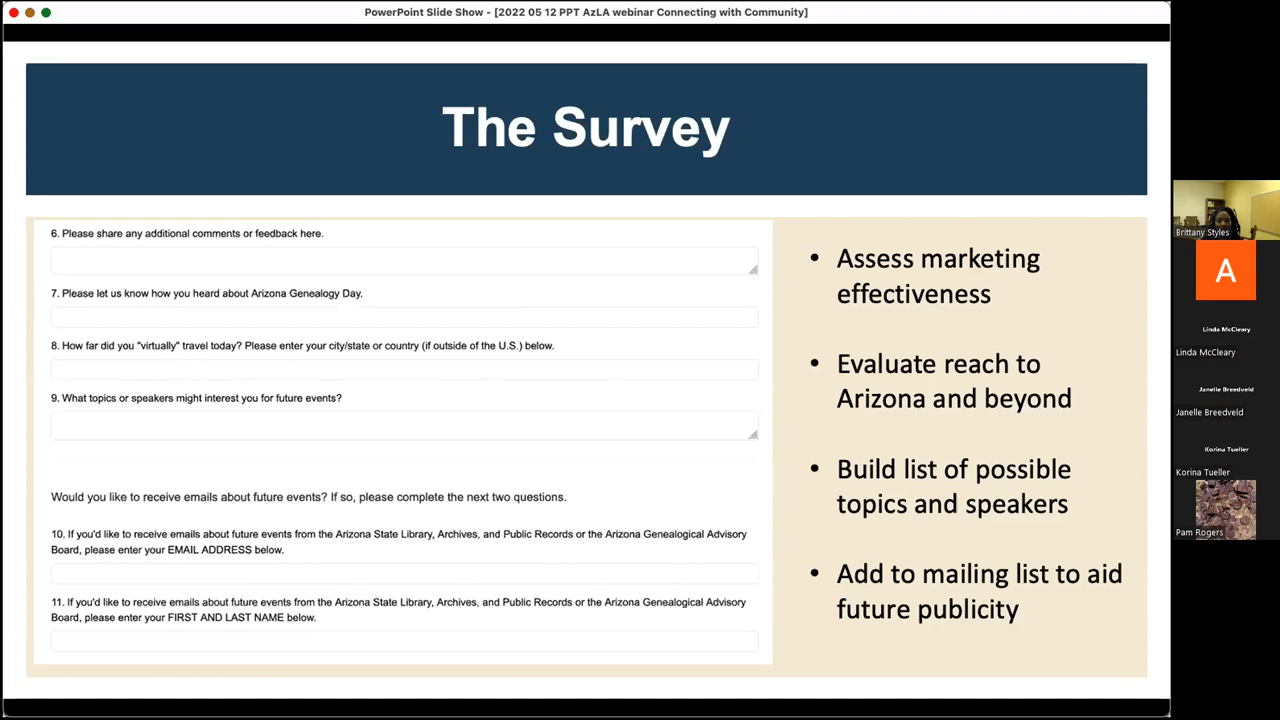 PowerPoint Slide Show - [2022 05 12 PPT AzLA webinar Connecting with Community]
The Survey
6. Please share any additional comments or feedback here.
7. Please let us know how you heard about Arizona Genealogy Day.
8. How far did you "virtually" travel today? Please enter your city/state or country (if outside of the U.S.) below.
9. What topics or speakers might interest you for future events?
Would you like to receive emails about future events? If so, please complete the next two questions.
10. If you'd like to receive emails about future events from the Arizona State Library, Archives, and Public Records or the Arizona Genealogical Advisory
Board, please enter your EMAIL ADDRESS below.
11. If you'd like to receive emails about future events from the Arizona State Library, Archives, and Public Records or the Arizona Genealogical Advisory
Board, please enter your FIRST AND LAST NAME below.
• Assess marketing
effectiveness
• Evaluate reach to
Arizona and beyond
• Build list of possible
topics and speakers
• Add to mailing list to aid
future publicity
Brittany Styles
A
Linda McCleary
Linda McCleary
Janelle Breedveld
Janelle Breedveld
Korina Tueller
Korina Tueller
Pam Rogers